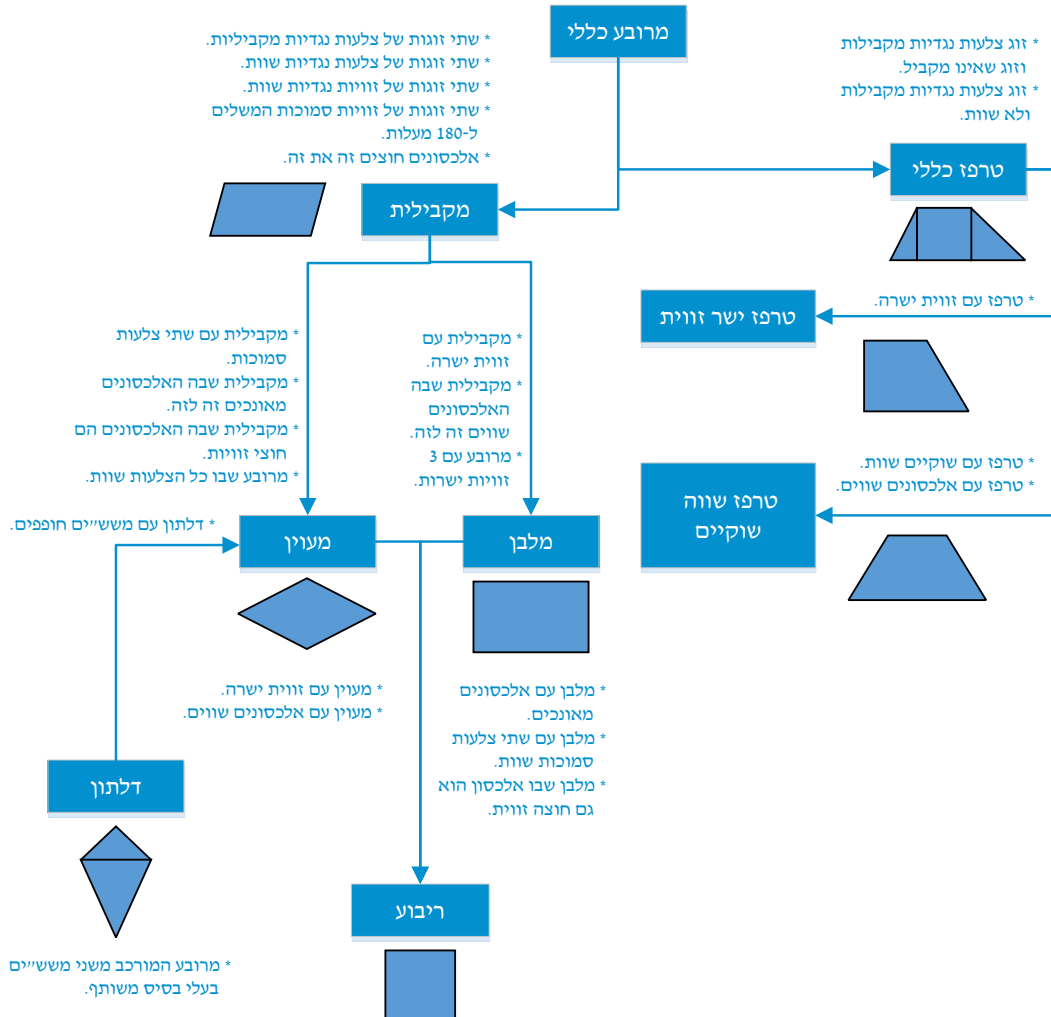 מרובע כללי
* זוג צלעות נגדיות מקבילות
וזוג שאינו מקביל.
* זוג צלעות נגדיות מקבילות
ולא שוות.
טרפז כללי
* שתי זוגות של צלעות נגדיות מקביליות.
* שתי זוגות של צלעות נגדיות שוות.
* שתי זוגות של זוויות נגדיות שוות.
* שתי זוגות של זוויות סמוכות המשלים
ל-180 מעלות.
* אלכסונים חוצים זה את זה.
מקבילית
* טרפז עם זווית ישרה.
טרפז ישר זווית
* טרפז עם שוקיים שוות.
* טרפז עם אלכסונים שווים.
טרפז שווה
שוקיים
* מקבילית עם
זווית ישרה.
* מקבילית שבה
האלכסונים
שווים זה לזה.
* מרובע עם 3
זוויות ישרות.
מלבן
* מקבילית עם שתי צלעות
סמוכות.
* מקבילית שבה האלכסונים
מאונכים זה לזה.
* מקבילית שבה האלכסונים הם
חוצי זוויות.
* מרובע שבו כל הצלעות שוות.
מעוין
* דלתון עם משש״ים חופפים.
* מלבן עם אלכסונים
מאונכים.
* מלבן עם שתי צלעות
סמוכות שוות.
* מלבן שבו אלכסון הוא
גם חוצה זווית.
* מעוין עם זווית ישרה.
* מעוין עם אלכסונים שווים.
דלתון
ריבוע
* מרובע המורכב משני משש״ים
בעלי בסיס משותף.